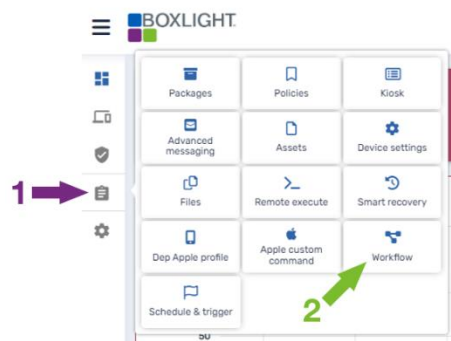 BOXLIGHT
Packages
Policies
Kiosk
Advanced
messaging
Assets
Device settings
1
Files
Remote execute
Smart recovery
Dep Apple profile
Apple custom
command
Workflow
2
Schedule & trigger
50